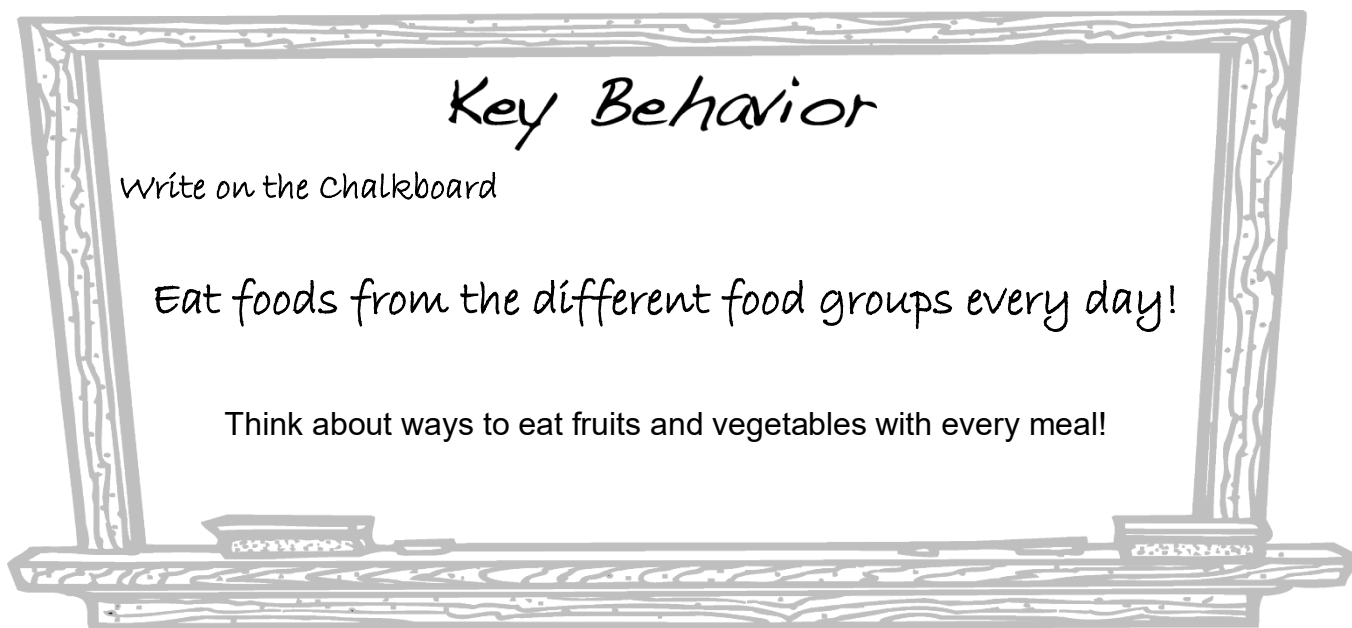 Key Behavior
Write on the Chalkboard
Eat foods from the different food groups every day!
Think about ways to eat fruits and vegetables with every meal!